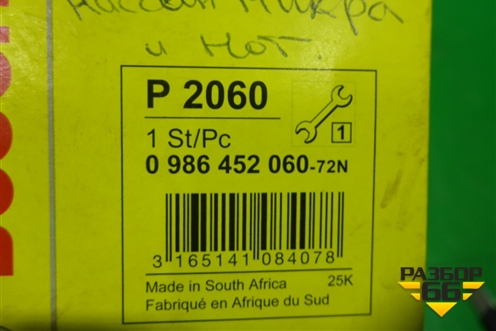 Ниссан Микра
и Нот
BOSCH
P 2060
1
1 St/Pc
0 986 452 060-72N
3 165141 084078
Made in South Africa 25K
Fabriqué en Afrique du Sud
РАЗБОР
66